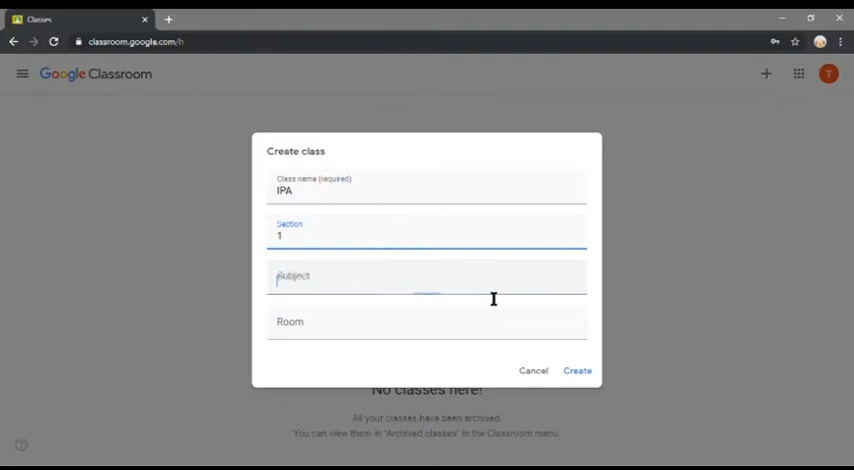 Classes
classroom.google.com/h
Google Classroom
T
Create class
Class name (required)
IPA
Section
1
Subject
Room
Cancel
Create
No classes here!
All your classes have been archived.
You can view them in "Archived classes" in the Classroom menu.